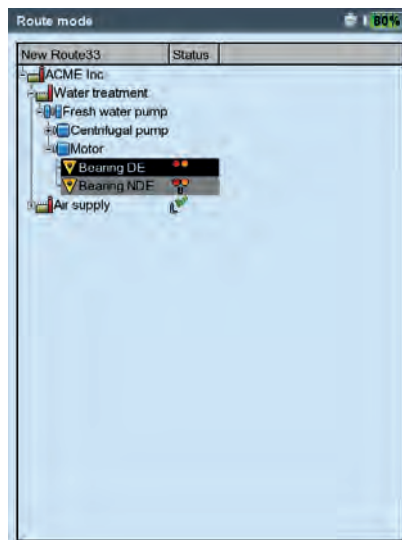 Route mode 80%
New Route33 Status
ACME Inc
Water treatment
Fresh water pump
Centrifugal pump
Motor
Bearing DE
Bearing NDE
Air supply